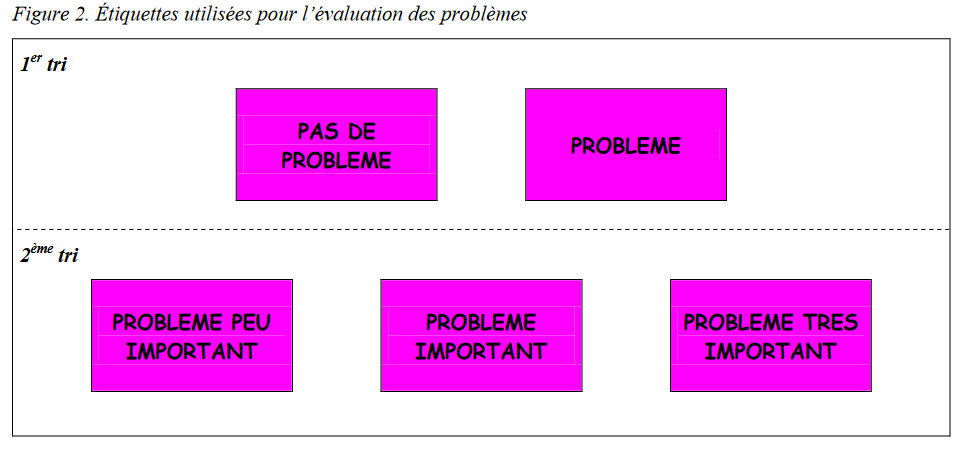 Figure 2. Étiquettes utilisées pour l’évaluation des problèmes
1er tri
PAS DE
PROBLEME
PROBLEME
2ème tri
PROBLEME PEU
IMPORTANT
PROBLEME
IMPORTANT
PROBLEME TRES
IMPORTANT